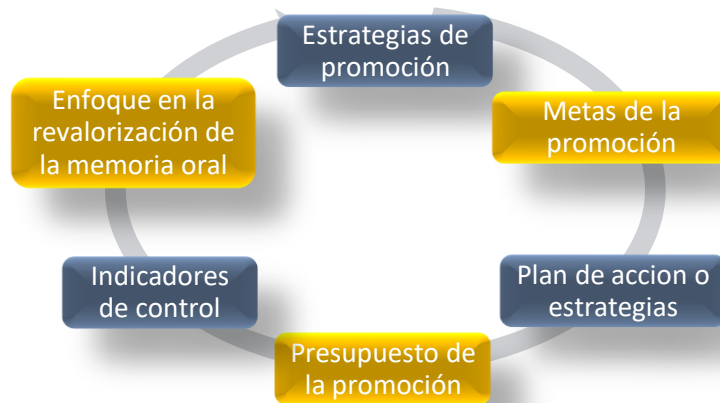 Estrategias de
promoción
Metas de la
promoción
Plan de accion o
estrategias
Presupuesto de
la promoción
Indicadores
de control
Enfoque en la
revalorización de
la memoria oral